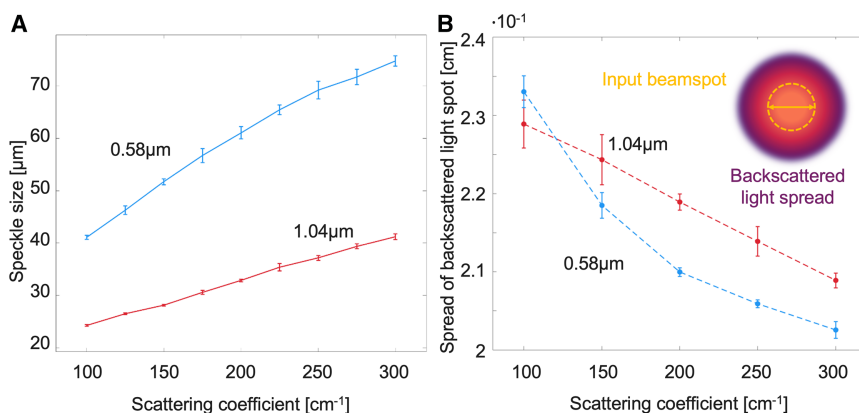 A
Speckle size [μm]
70
60
50
40
30
20
0.58μm
1.04μm
100
150
200
250
300
Scattering coefficient [cm⁻¹]
B
·10⁻¹
Spread of backscattered light spot [cm]
2.4
2.3
2.2
2.1
2
Input beamspot
1.04μm
Backscattered
light spread
0.58μm
100
150
200
250
300
Scattering coefficient [cm⁻¹]